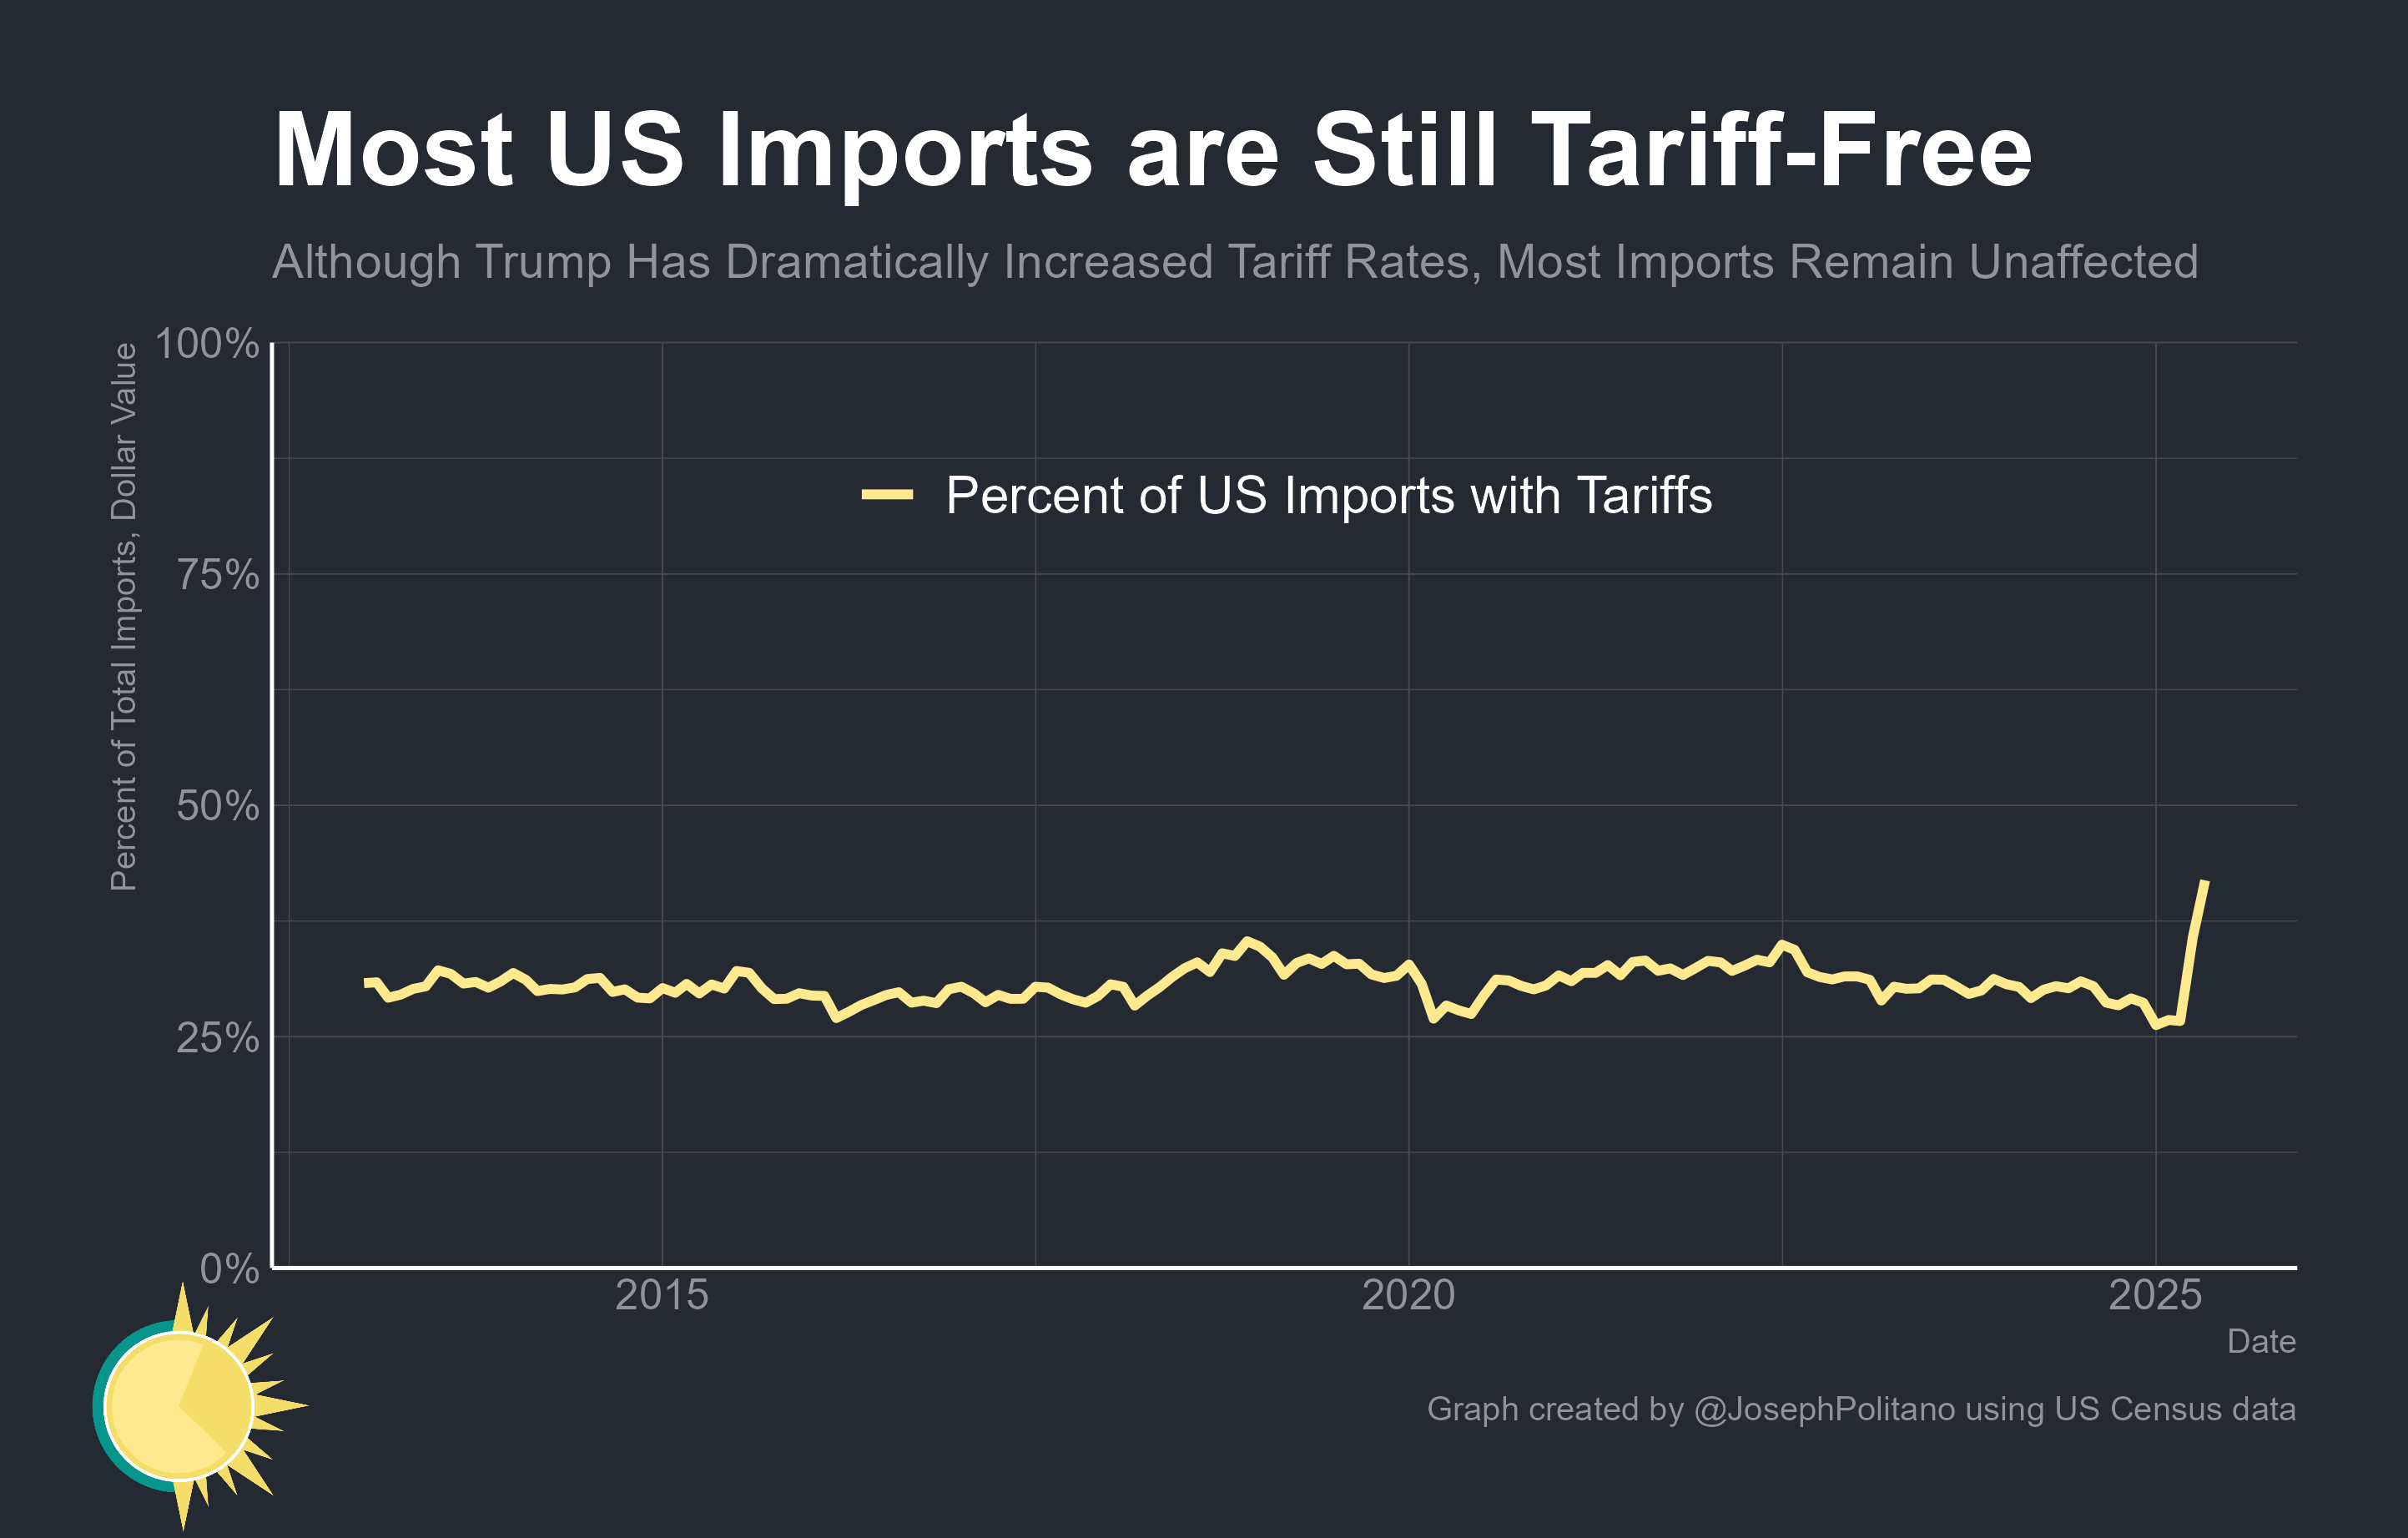 Most US Imports are Still Tariff-Free
Although Trump Has Dramatically Increased Tariff Rates, Most Imports Remain Unaffected
Percent of Total Imports, Dollar Value
100%
75%
50%
25%
0%
Percent of US Imports with Tariffs
2015
2020
2025
Date
Graph created by @JosephPolitano using US Census data